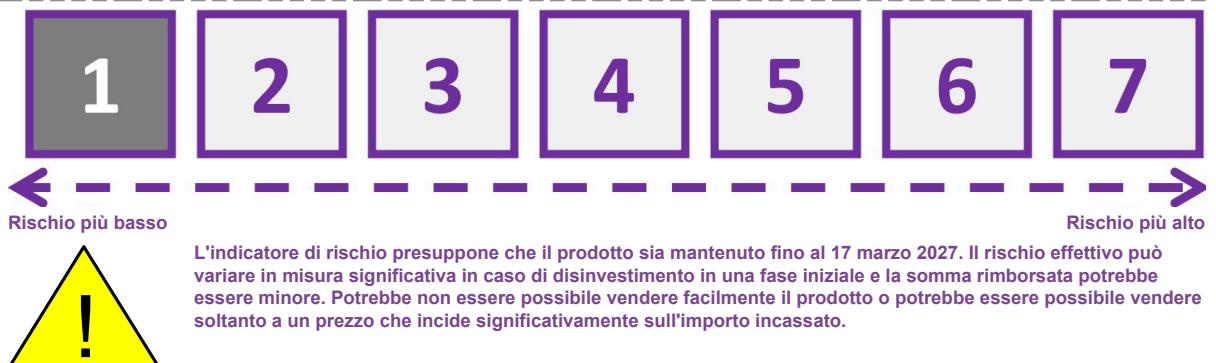 1 2 3 4 5 6 7
Rischio più basso Rischio più alto
L'indicatore di rischio presuppone che il prodotto sia mantenuto fino al 17 marzo 2027. Il rischio effettivo può
variare in misura significativa in caso di disinvestimento in una fase iniziale e la somma rimborsata potrebbe
essere minore. Potrebbe non essere possibile vendere facilmente il prodotto o potrebbe essere possibile vendere
soltanto a un prezzo che incide significativamente sull'importo incassato.
!